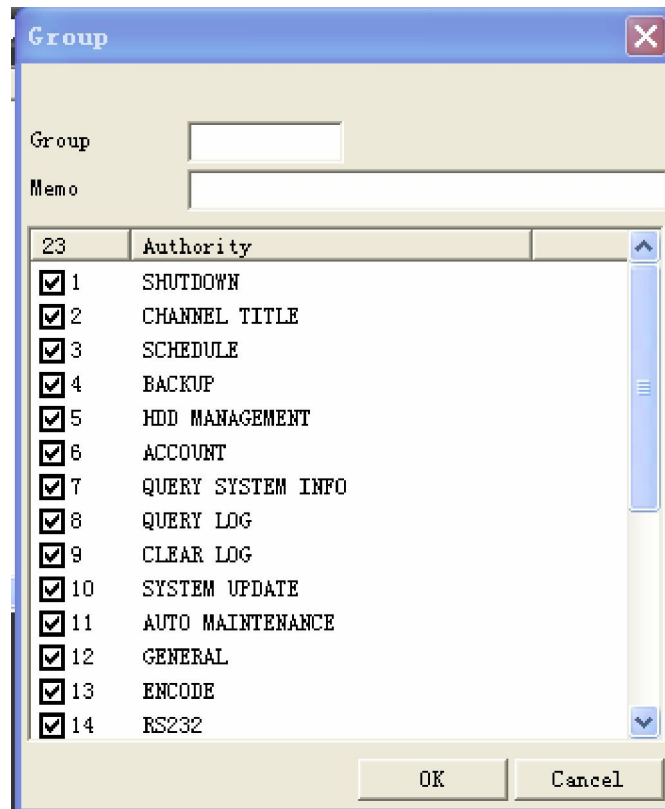 Group
Group
Memo
23 Authority
1 SHUTDOWN
2 CHANNEL TITLE
3 SCHEDULE
4 BACKUP
5 HDD MANAGEMENT
6 ACCOUNT
7 QUERY SYSTEM INFO
8 QUERY LOG
9 CLEAR LOG
10 SYSTEM UPDATE
11 AUTO MAINTENANCE
12 GENERAL
13 ENCODE
14 RS232
OK Cancel